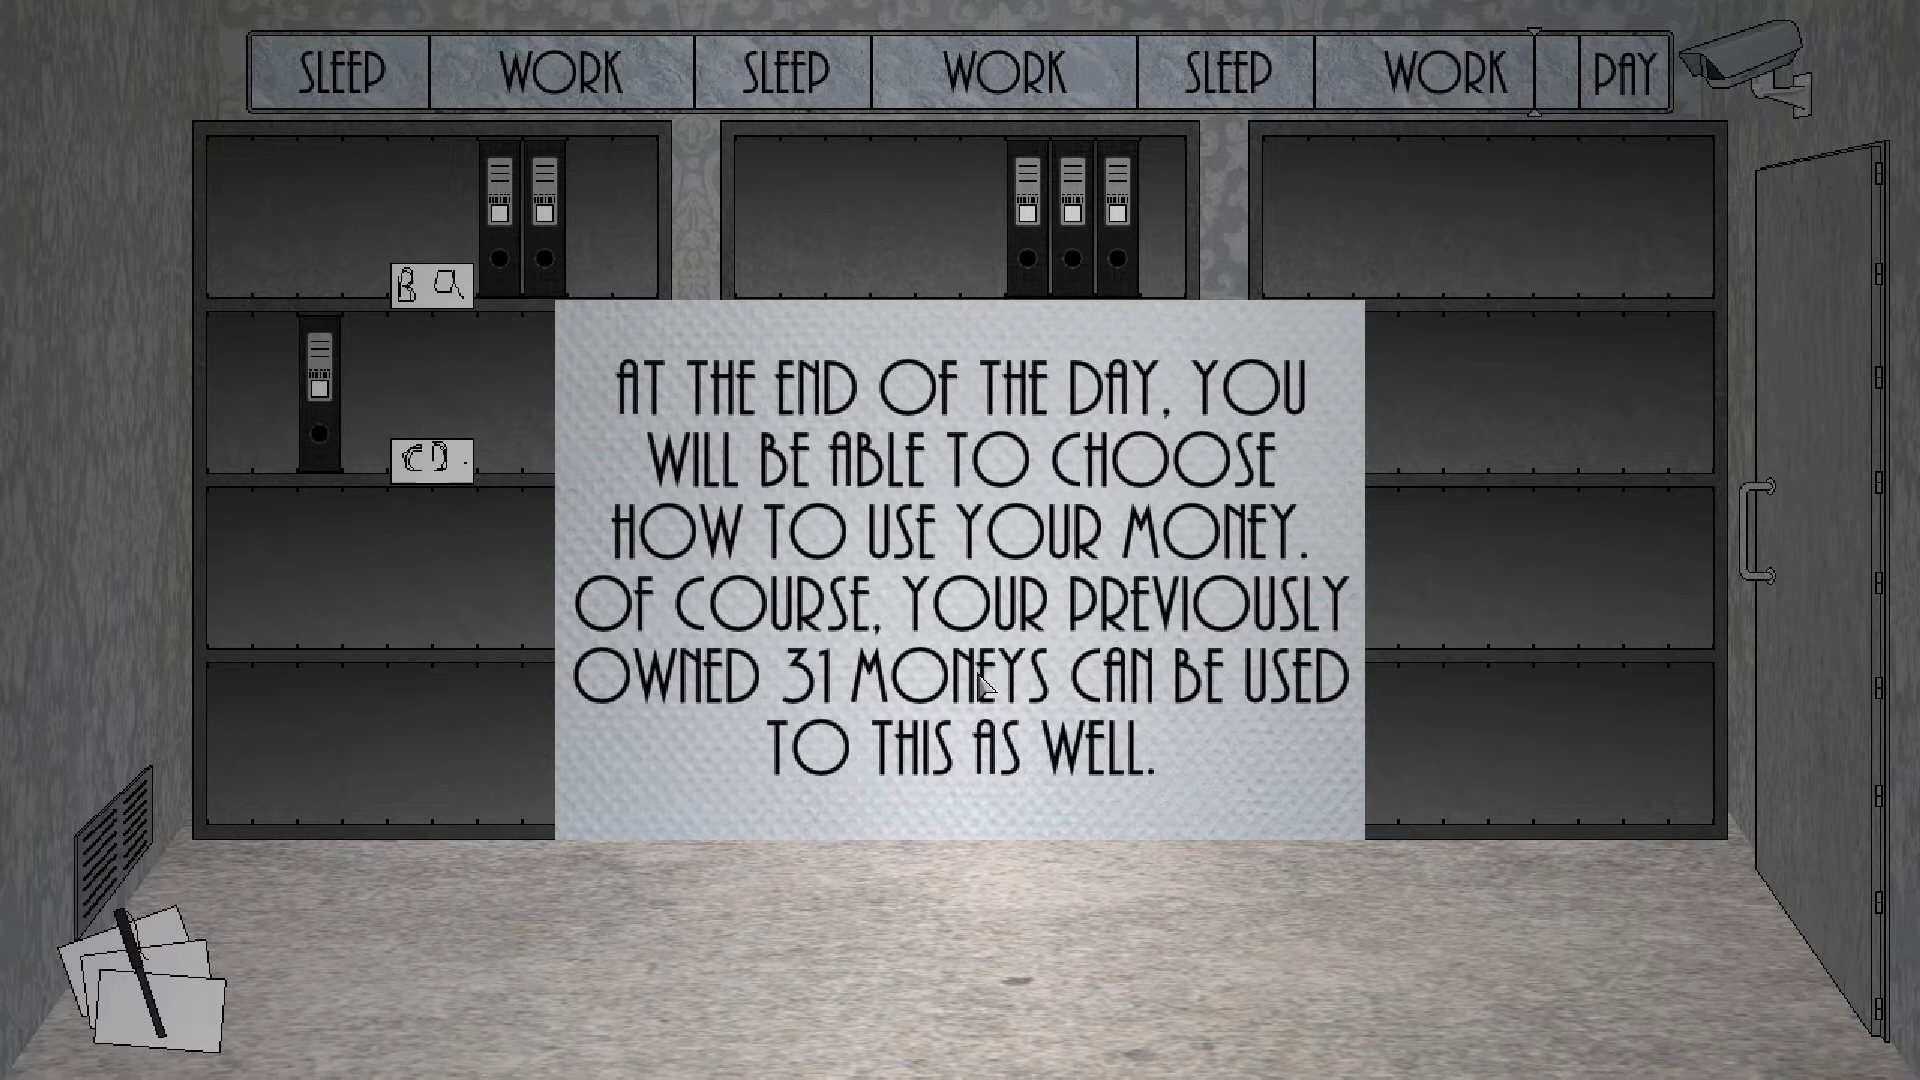 SLEEP WORK SLEEP WORK SLEEP WORK PAY
B a
CD.
AT THE END OF THE DAY, YOU
WILL BE ABLE TO CHOOSE
HOW TO USE YOUR MONEY.
OF COURSE, YOUR PREVIOUSLY
OWNED 31 MONEYS CAN BE USED
TO THIS AS WELL.